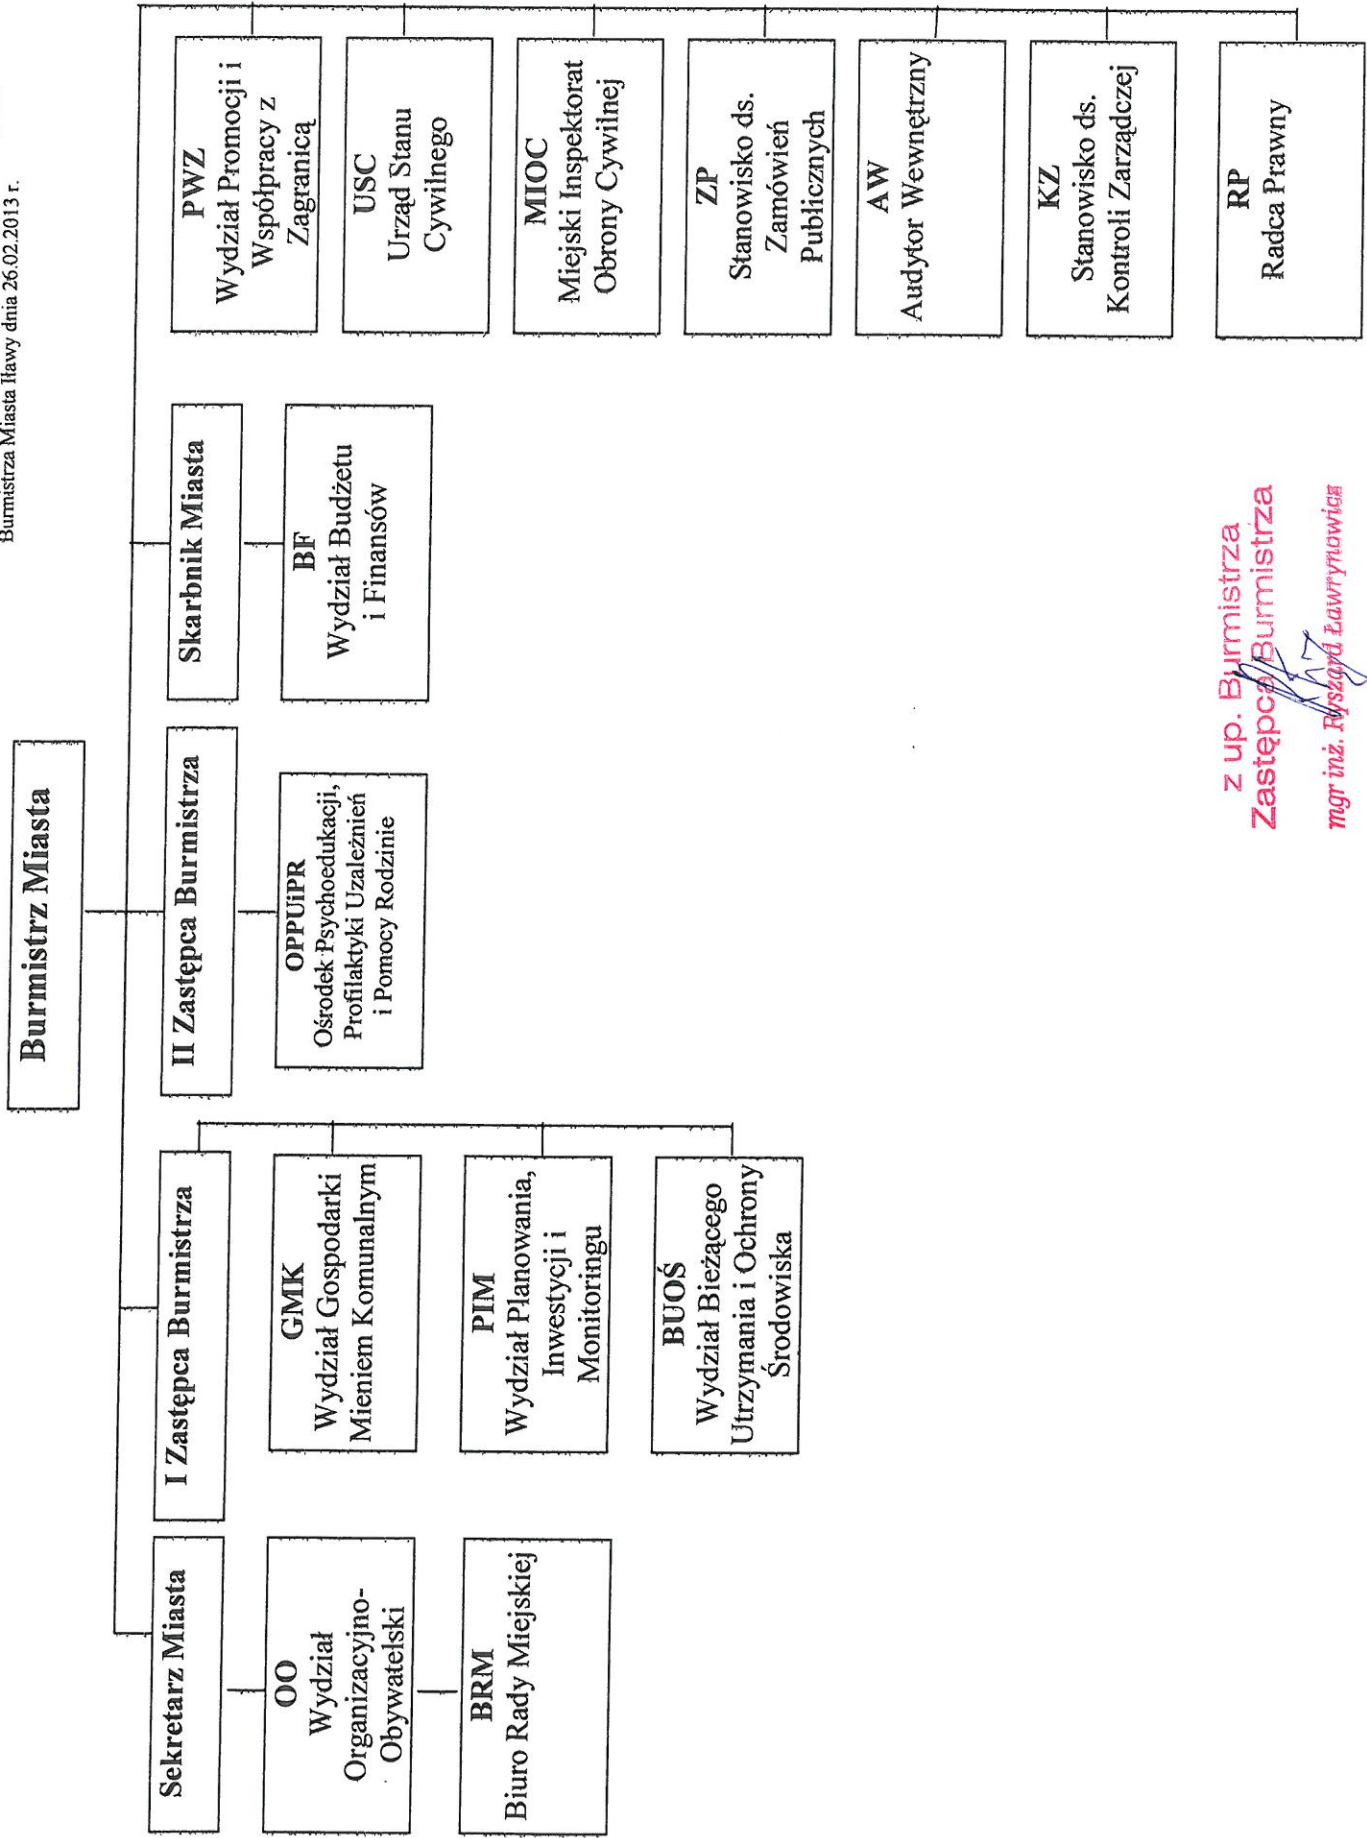 Burmistrza Miasta Iławy dnia 26.02.2013 r.
Burmistrz Miasta
Sekretarz Miasta
I Zastępca Burmistrza
II Zastępca Burmistrza
Skarbnik Miasta
OO
Wydział
Organizacyjno-
Obywatelski
BRM
Biuro Rady Miejskiej
GMK
Wydział Gospodarki
Mieniem Komunalnym
PIM
Wydział Planowania,
Inwestycji i
Monitoringu
BUOŚ
Wydział Bieżącego
Utrzymania i Ochrony
Środowiska
OPPUiPR
Ośrodek Psychoedukacji,
Profilaktyki Uzależnień
i Pomocy Rodzinie
BF
Wydział Budżetu
i Finansów
PWZ
Wydział Promocji i
Współpracy z
Zagranicą
USC
Urząd Stanu
Cywilnego
MIOC
Miejski Inspektorat
Obrony Cywilnej
ZP
Stanowisko ds.
Zamówień
Publicznych
AW
Audytor Wewnętrzny
KZ
Stanowisko ds.
Kontroli Zarządczej
RP
Radca Prawny
z up. Burmistrza
Zastępca Burmistrza
mgr inż. Ryszard Ławrynowicz